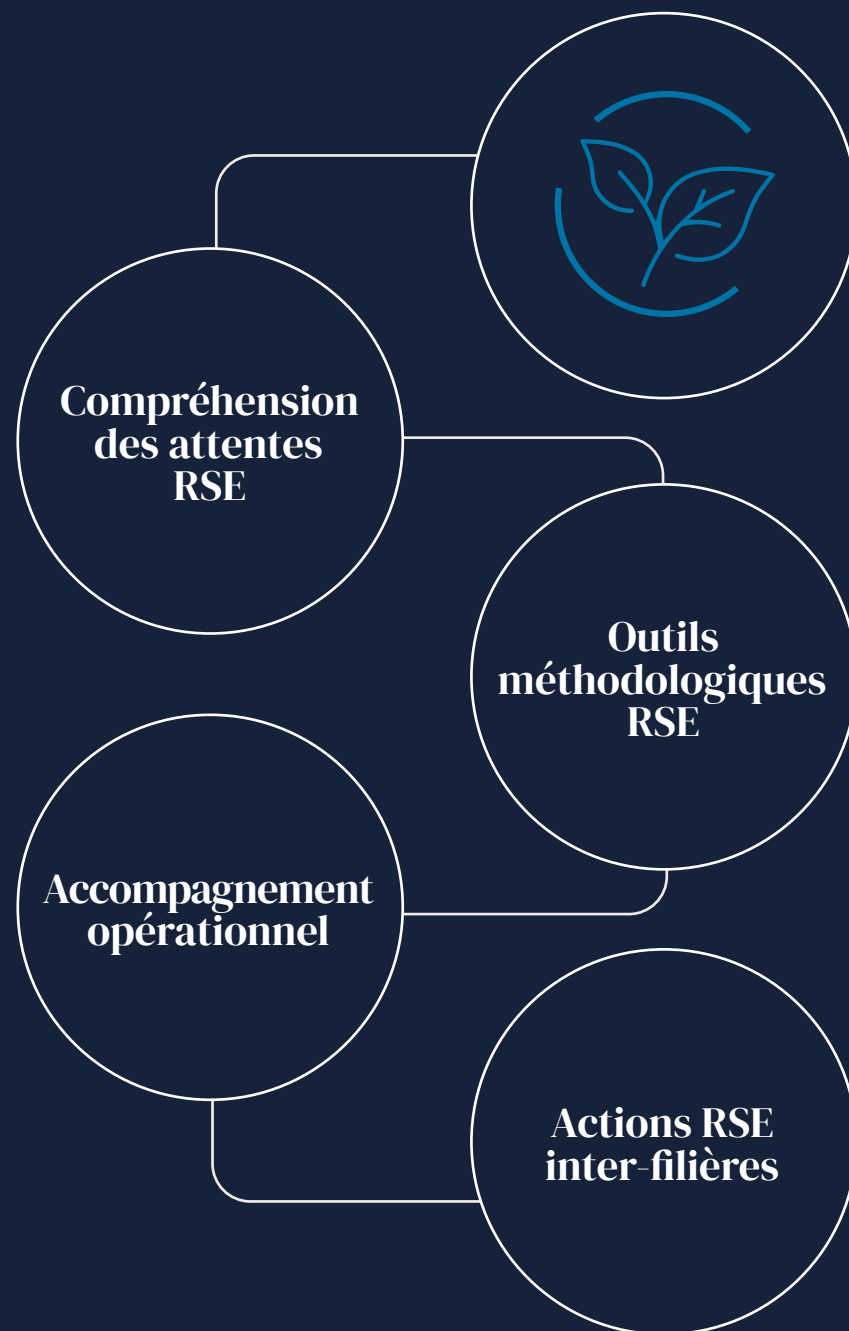 Compréhension
des attentes
RSE
Outils
méthodologiques
RSE
Accompagnement
opérationnel
Actions RSE
inter-filières